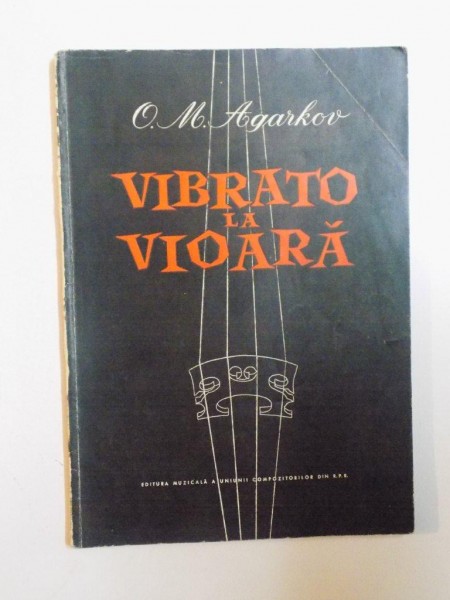 O. M. Agarkov
VIBRATO
LA
VIOARĂ
EDITURA MUZICALĂ A UNIUNII COMPOZITORILOR DIN R.P.R.